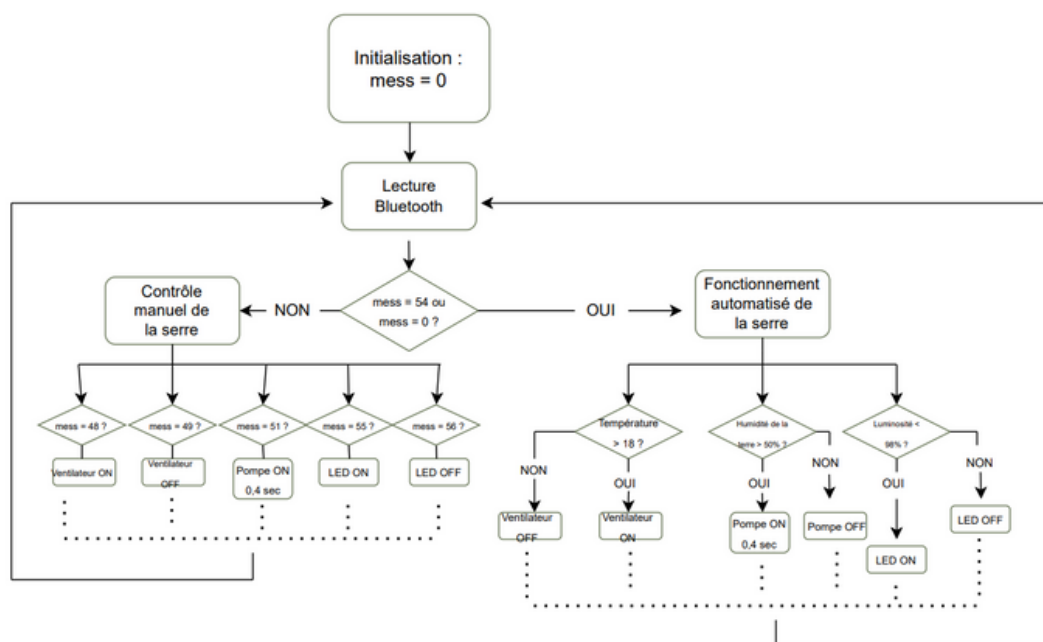 Initialisation :
mess = 0
Lecture
Bluetooth
mess = 54 ou
mess = 0 ?
NON
OUI
Contrôle
manuel de
la serre
Fonctionnement
automatisé de
la serre
mess = 48 ?
mess = 49 ?
mess = 51 ?
mess = 55 ?
mess = 56 ?
Ventilateur ON
Ventilateur
OFF
Pompe ON
0,4 sec
LED ON
LED OFF
Température
> 18 ?
Humidité de la
terre > 50% ?
Luminosité <
98% ?
NON
OUI
OUI
NON
OUI
NON
Ventilateur
OFF
Ventilateur
ON
Pompe ON
0,4 sec
Pompe OFF
LED ON
LED OFF